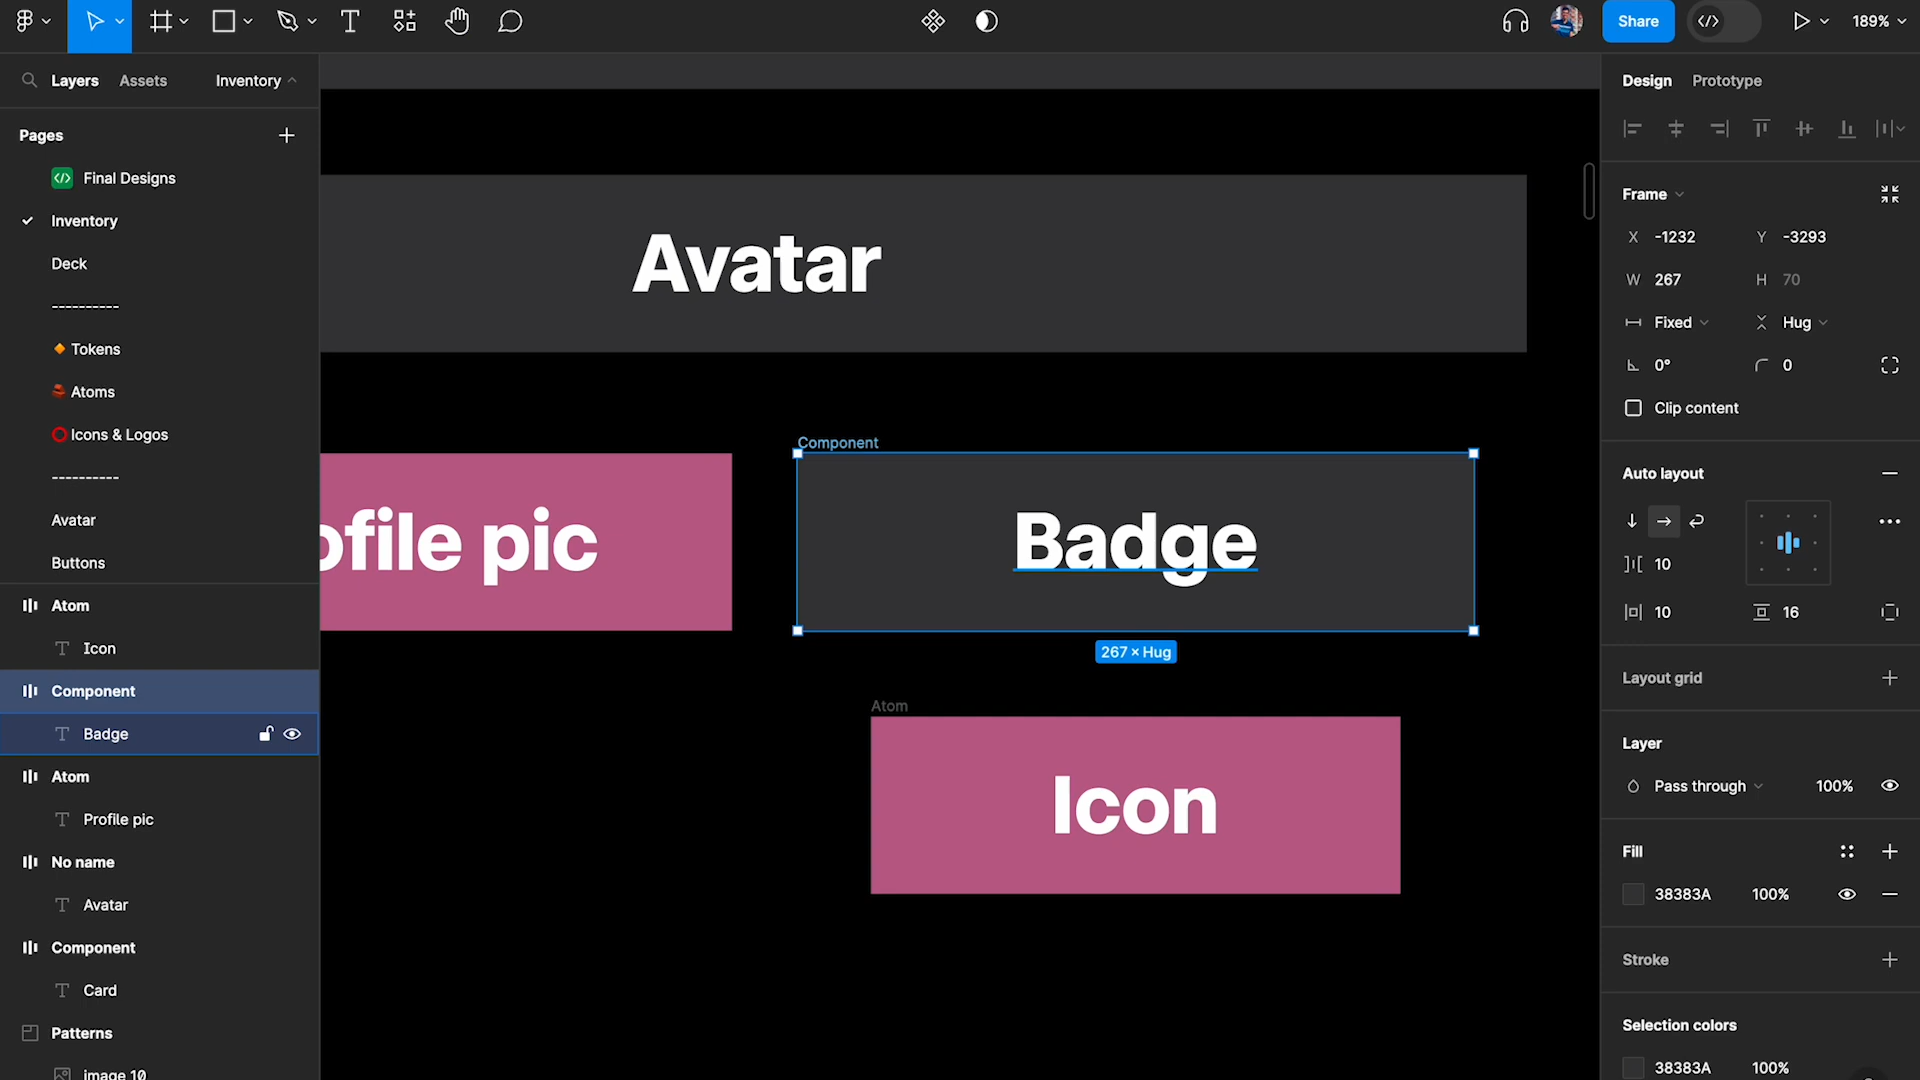 Share
189%
Layers
Assets
Inventory
Pages
Final Designs
Inventory
Deck
----------
Tokens
Atoms
Icons & Logos
----------
Avatar
Buttons
Atom
Icon
Component
Badge
Atom
Profile pic
No name
Avatar
Component
Card
Patterns
image 10
Avatar
ofile pic
Component
Badge
267 × Hug
Atom
Icon
Design
Prototype
Frame
X -1232
Y -3293
W 267
H 70
Fixed
Hug
0°
0
Clip content
Auto layout
10
10
16
Layout grid
Layer
Pass through
100%
Fill
38383A
100%
Stroke
Selection colors
38383A
100%